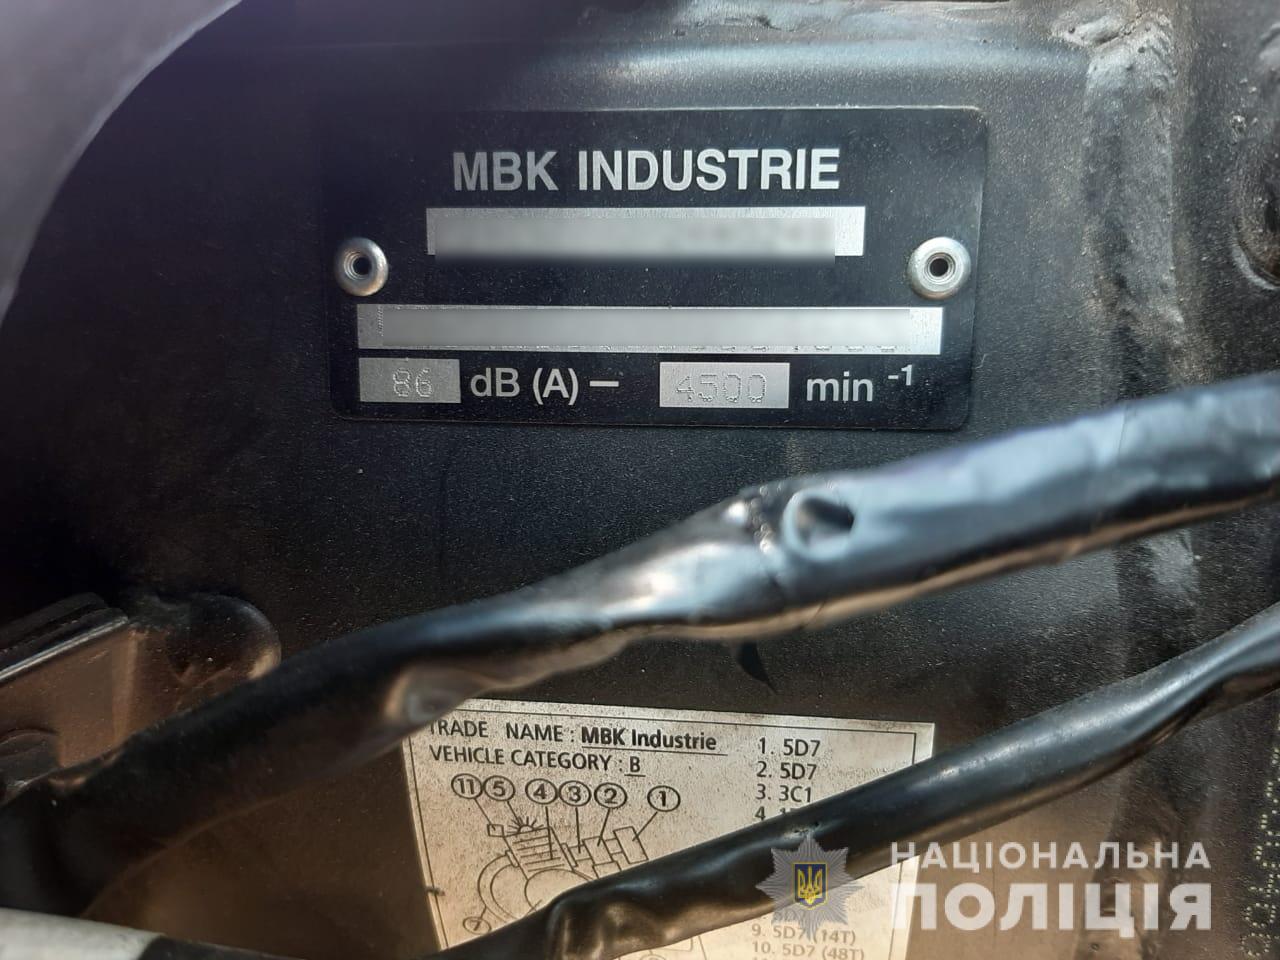 MBK INDUSTRIE
86 dB (A) – 4500 min -1
TRADE NAME : MBK Industrie
VEHICLE CATEGORY : B
1. 5D7
2. 5D7
3. 3C1
11 5 4 3 2 1
9. 5D7 (14T)
10. 5D7 (48T)
НАЦІОНАЛЬНА
ПОЛІЦІЯ